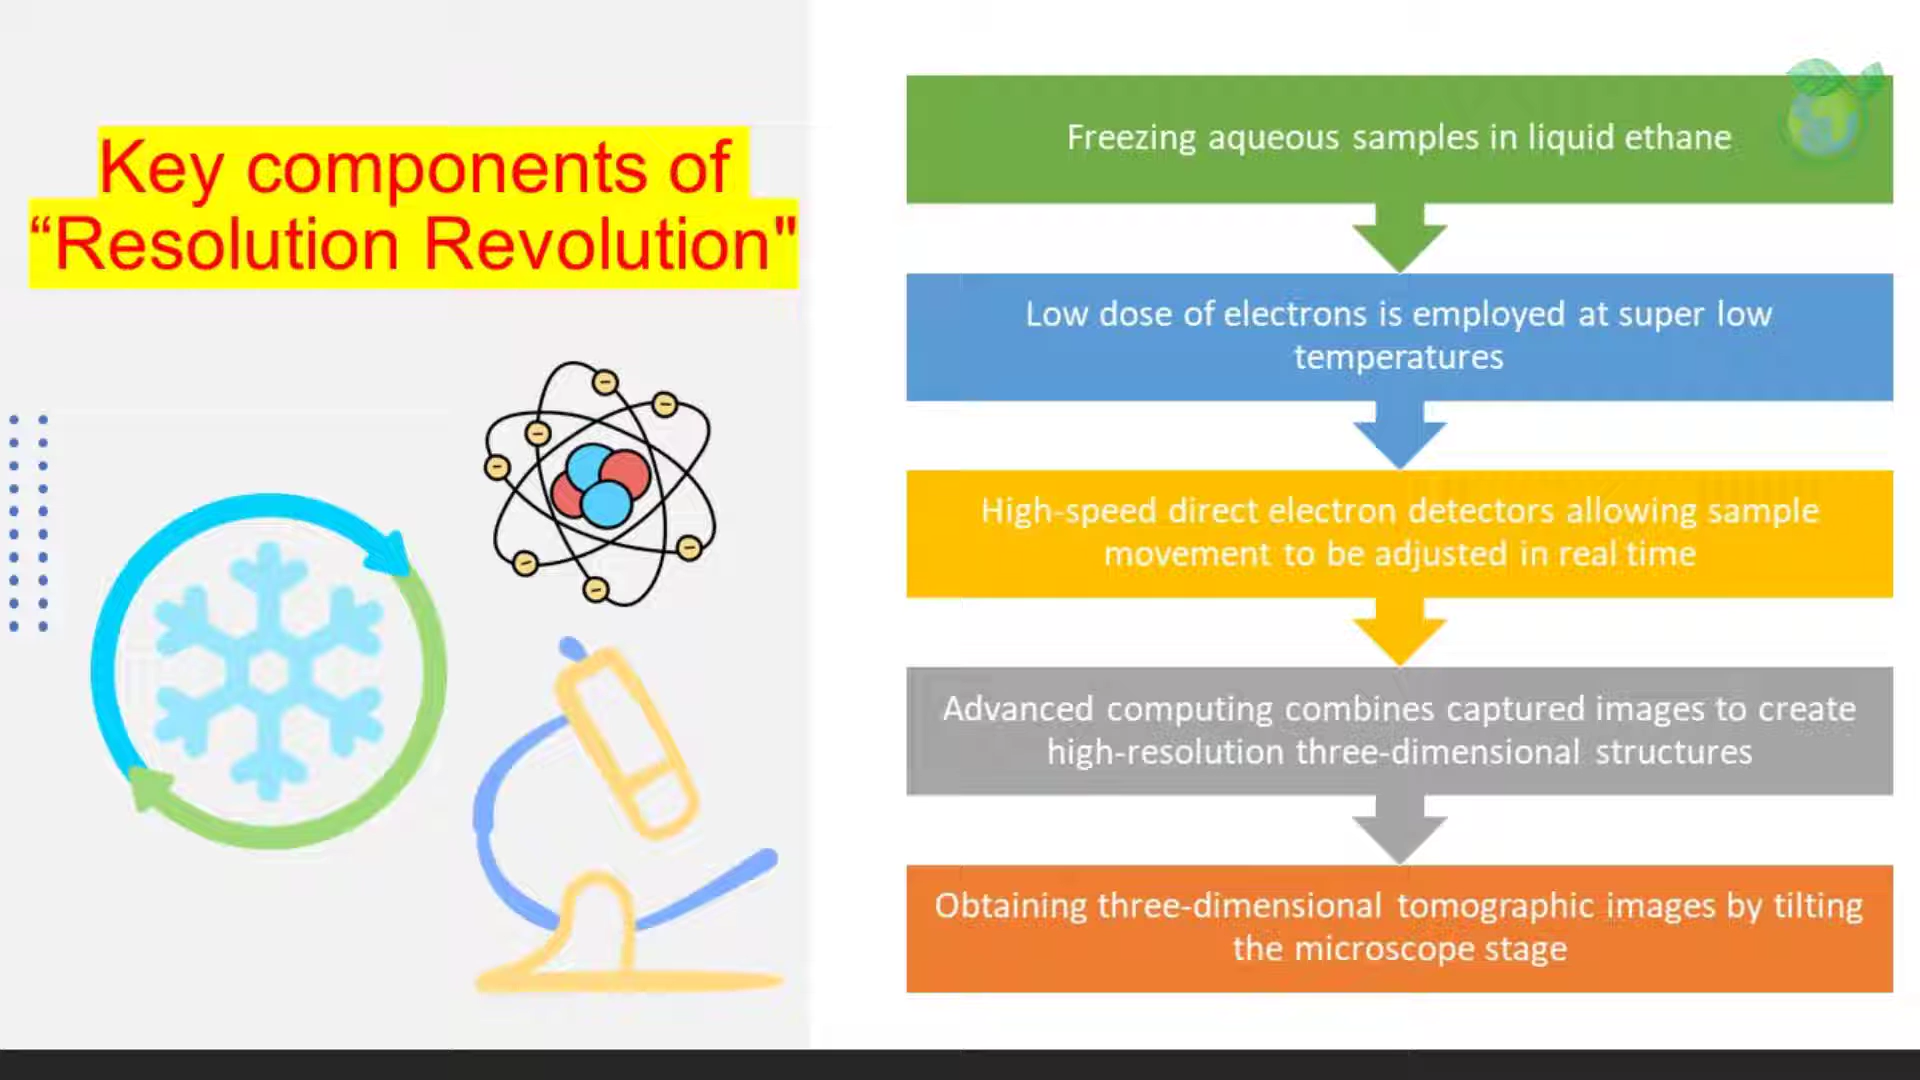 Key components of
“Resolution Revolution"
Freezing aqueous samples in liquid ethane
Low dose of electrons is employed at super low
temperatures
High-speed direct electron detectors allowing sample
movement to be adjusted in real time
Advanced computing combines captured images to create
high-resolution three-dimensional structures
Obtaining three-dimensional tomographic images by tilting
the microscope stage